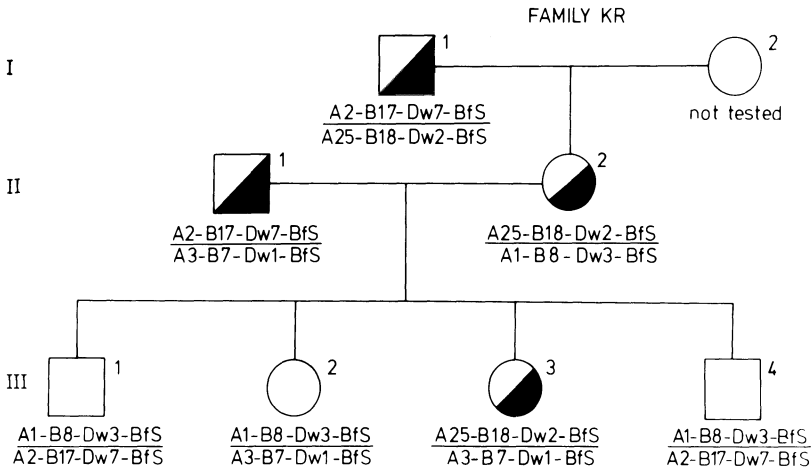 FAMILY KR
I
1
2
A2-B17-Dw7-BfS
A25-B18-Dw2-BfS
not tested
II
1
2
A2-B17-Dw7-BfS
A3-B7-Dw1-BfS
A25-B18-Dw2-BfS
A1-B8-Dw3-BfS
III
1
2
3
4
A1-B8-Dw3-BfS
A2-B17-Dw7-BfS
A1-B8-Dw3-BfS
A3-B7-Dw1-BfS
A25-B18-Dw2-BfS
A3-B7-Dw1-BfS
A1-B8-Dw3-BfS
A2-B17-Dw7-BfS